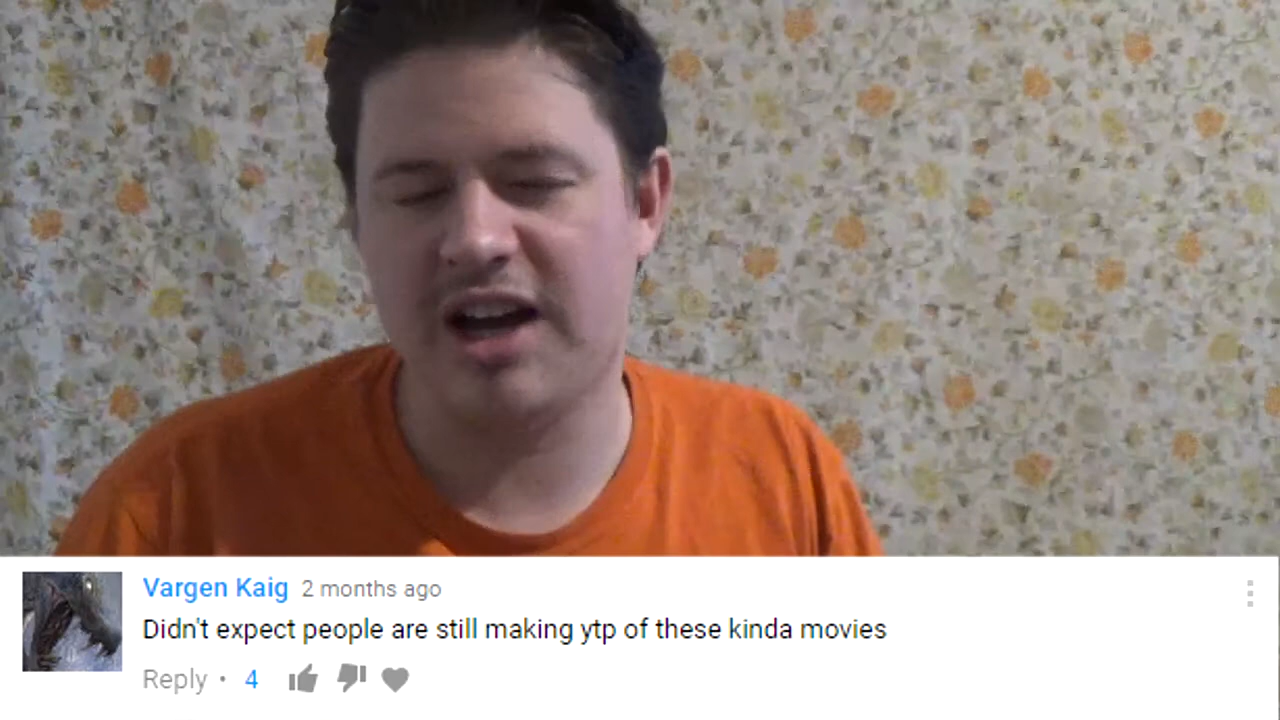 Vargen Kaig 2 months ago
Didn't expect people are still making ytp of these kinda movies
Reply • 4